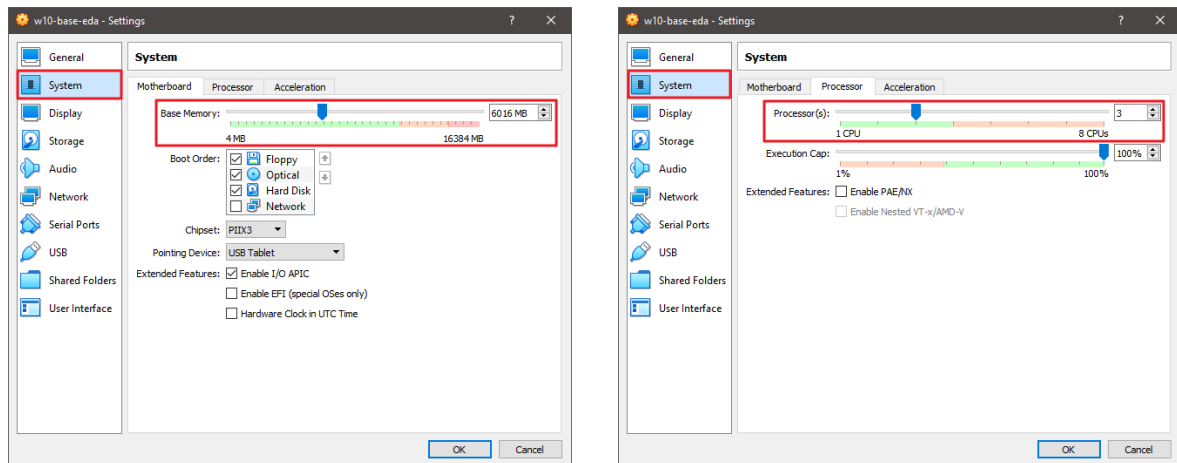 w10-base-eda - Settings
General
System
Display
Storage
Audio
Network
Serial Ports
USB
Shared Folders
User Interface
System
Motherboard Processor Acceleration
Base Memory: 6016 MB
4 MB 16384 MB
Boot Order: Floppy
Optical
Hard Disk
Network
Chipset: PIIX3
Pointing Device: USB Tablet
Extended Features: Enable I/O APIC
Enable EFI (special OSes only)
Hardware Clock in UTC Time
OK Cancel
w10-base-eda - Settings
General
System
Display
Storage
Audio
Network
Serial Ports
USB
Shared Folders
User Interface
System
Motherboard Processor Acceleration
Processor(s): 3
1 CPU 8 CPUs
Execution Cap: 100%
1% 100%
Extended Features: Enable PAE/NX
Enable Nested VT-x/AMD-V
OK Cancel